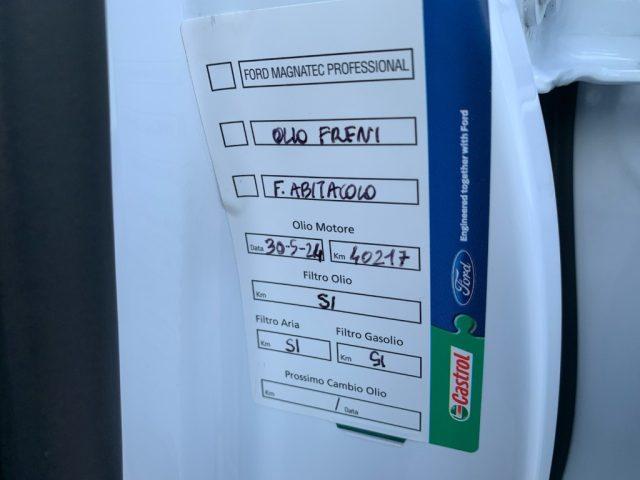 FORD MAGNATEC PROFESSIONAL
OLIO FRENI
F. ABITACOLO
Olio Motore
Data 30-5-24 Km 40217
Filtro Olio
Km SI
Filtro Aria Filtro Gasolio
Km SI Km SI
Prossimo Cambio Olio
Km / Data
Engineered together with Ford
Ford
Castrol